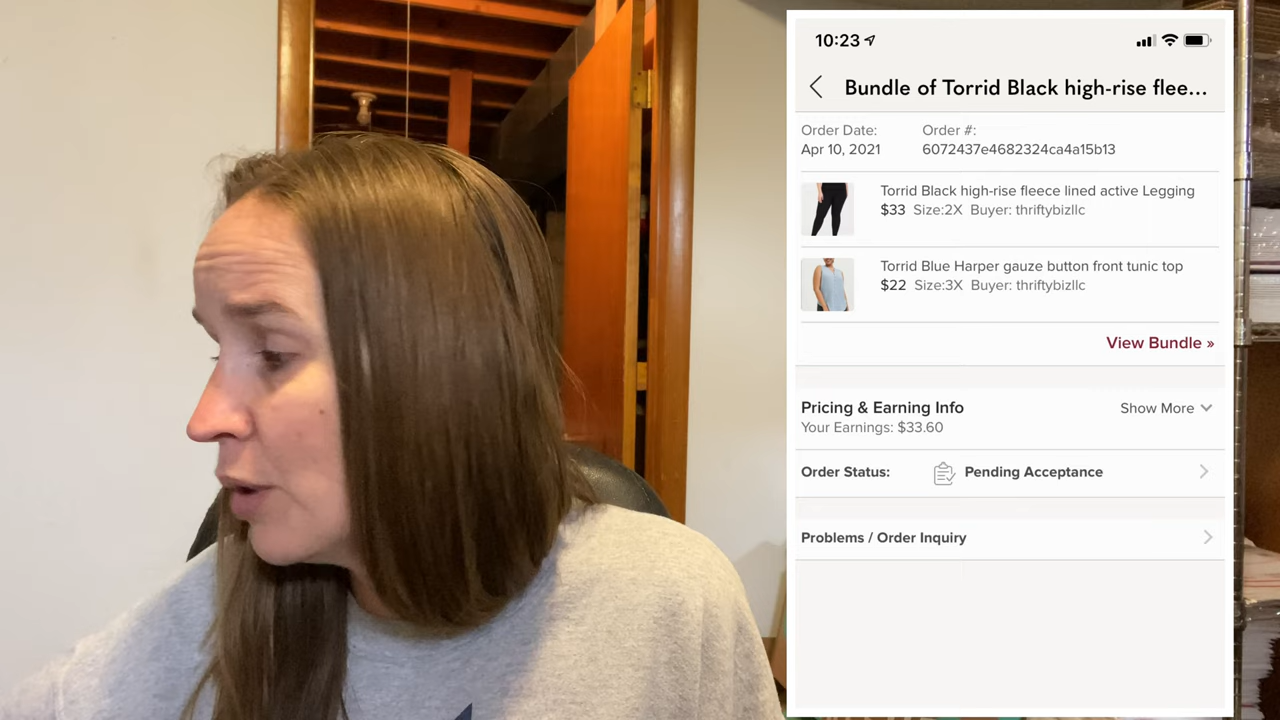 10:23
Bundle of Torrid Black high-rise flee...
Order Date:
Order #:
Apr 10, 2021
6072437e4682324ca4a15b13
Torrid Black high-rise fleece lined active Legging
$33 Size:2X Buyer: thriftybizllc
Torrid Blue Harper gauze button front tunic top
$22 Size:3X Buyer: thriftybizllc
View Bundle »
Pricing & Earning Info
Show More
Your Earnings: $33.60
Order Status:
Pending Acceptance
Problems / Order Inquiry